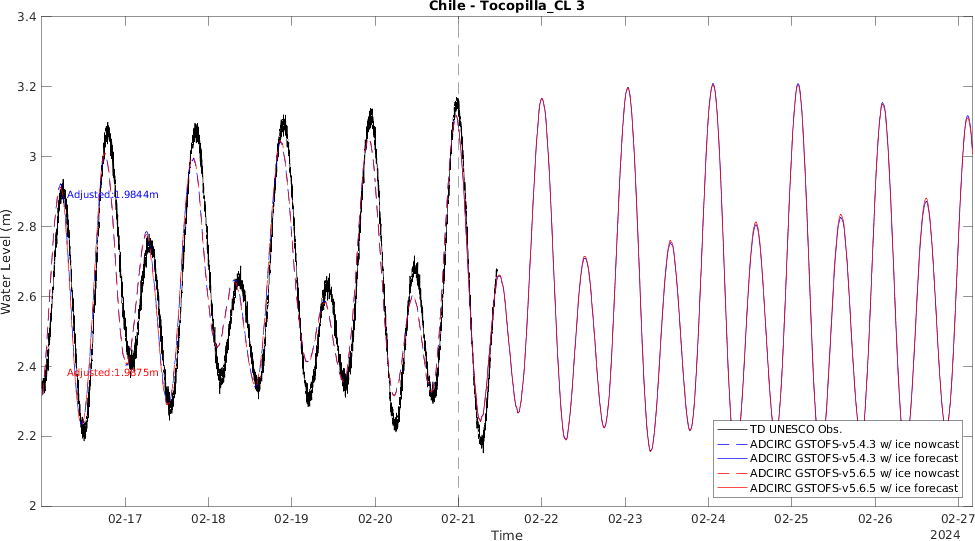 Chile - Tocopilla_CL 3
3.4
3.2
3
2.8
2.6
2.4
2.2
2
Water Level (m)
Adjusted:1.9844m
Adjusted:1.9375m
TD UNESCO Obs.
ADCIRC GSTOFS-v5.4.3 w/ ice nowcast
ADCIRC GSTOFS-v5.4.3 w/ ice forecast
ADCIRC GSTOFS-v5.6.5 w/ ice nowcast
ADCIRC GSTOFS-v5.6.5 w/ ice forecast
02-17 02-18 02-19 02-20 02-21 02-22 02-23 02-24 02-25 02-26 02-27
Time
2024